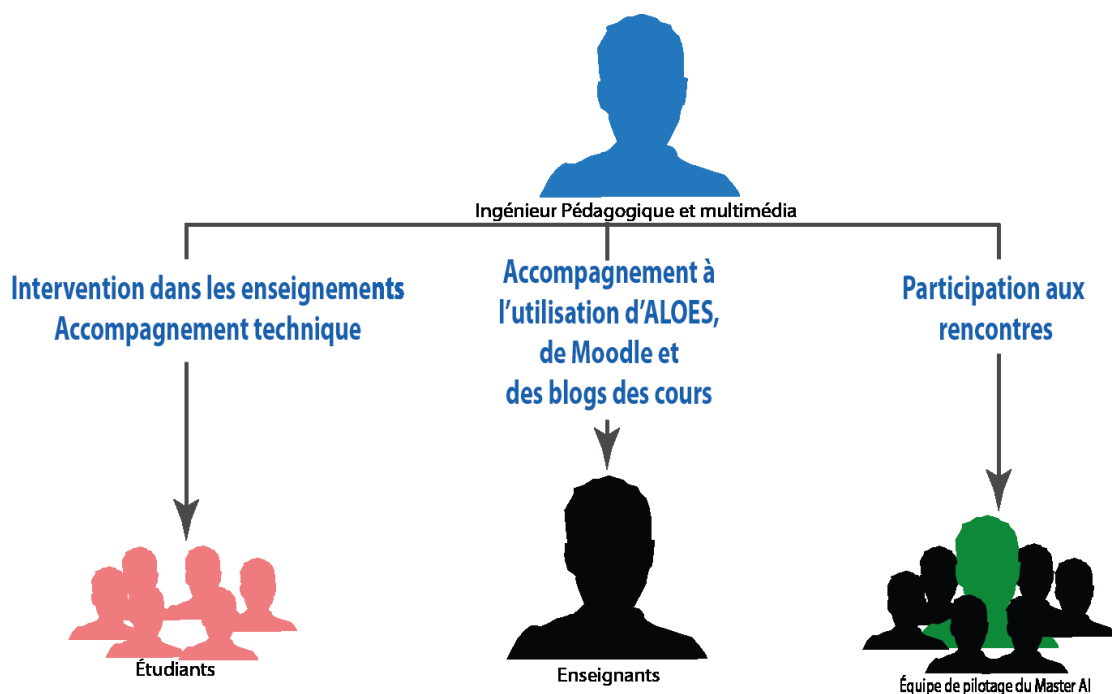 Ingénieur Pédagogique et multimédia
Intervention dans les enseignements
Accompagnement technique
Accompagnement à
l'utilisation d'ALOES,
de Moodle et
des blogs des cours
Participation aux
rencontres
Étudiants
Enseignants
Équipe de pilotage du Master AI